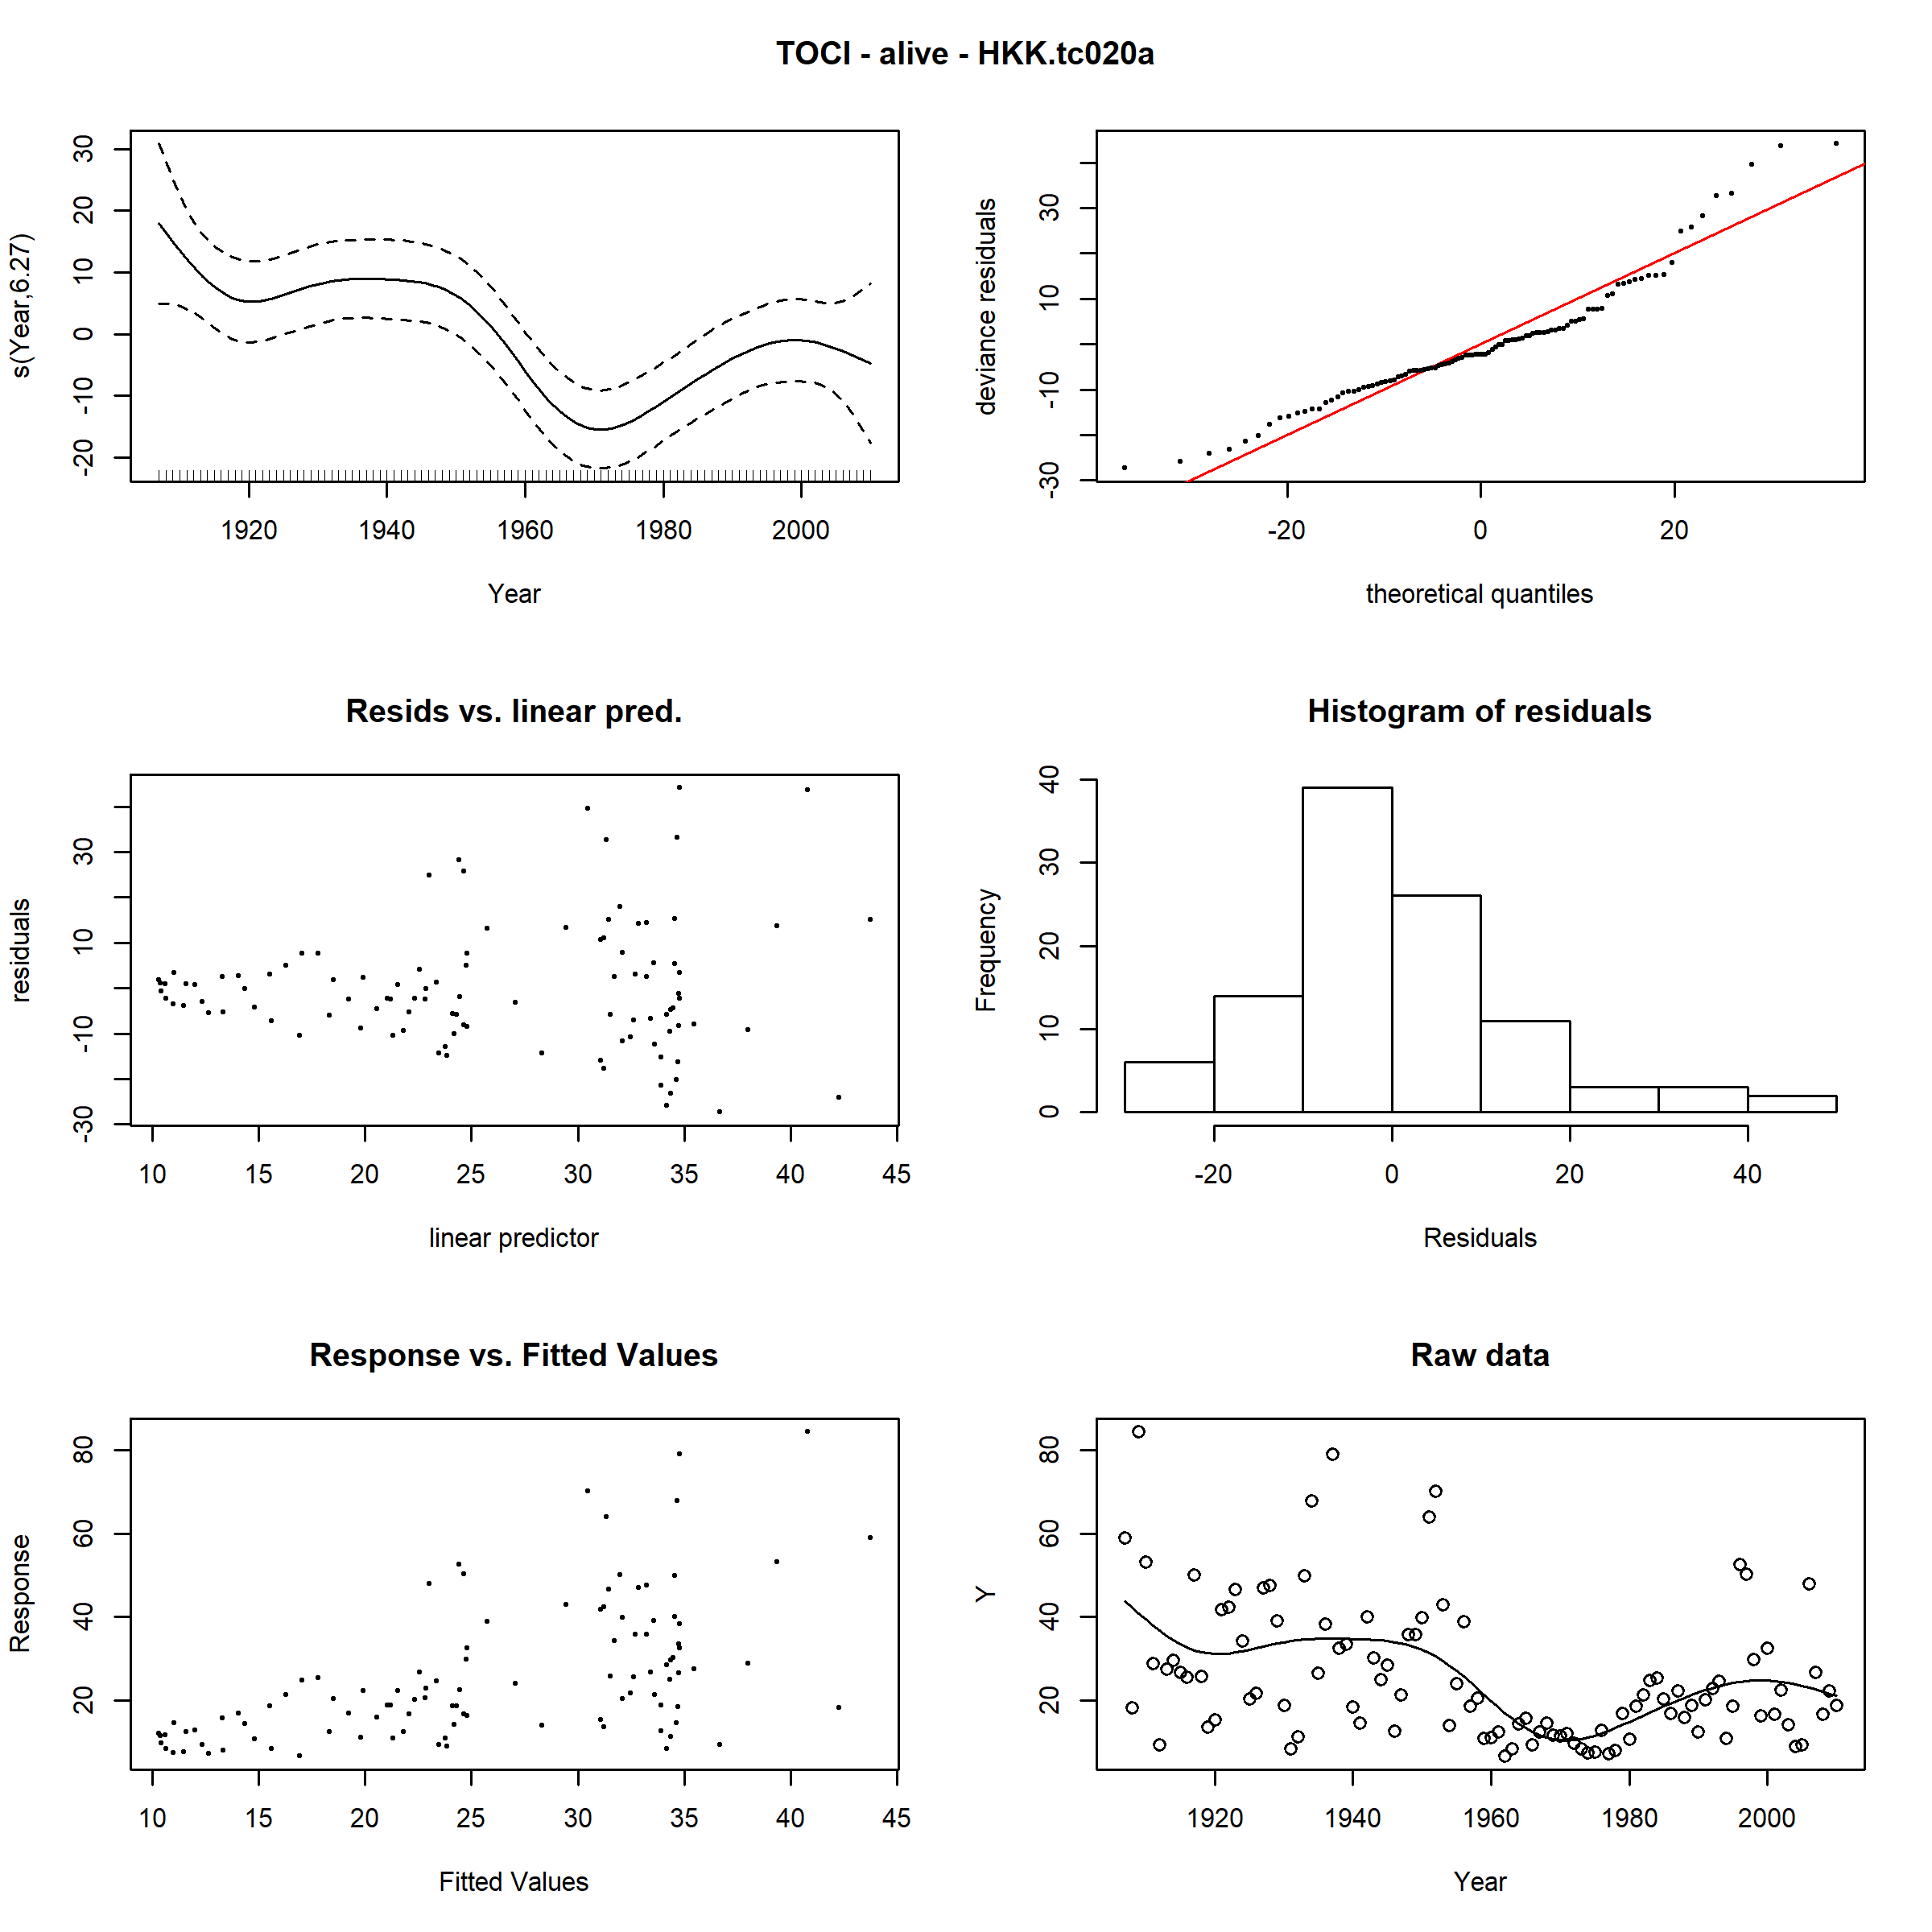 TOCI - alive - HKK.tc020a
s(Year,6.27)
30
20
10
0
-10
-20
1920 1940 1960 1980 2000
Year
deviance residuals
30
10
-10
-30
-20 0 20
theoretical quantiles
Resids vs. linear pred.
residuals
30
10
-10
-30
10 15 20 25 30 35 40 45
linear predictor
Histogram of residuals
Frequency
40
30
20
10
0
-20 0 20 40
Residuals
Response vs. Fitted Values
Response
80
60
40
20
10 15 20 25 30 35 40 45
Fitted Values
Raw data
Y
80
60
40
20
1920 1940 1960 1980 2000
Year